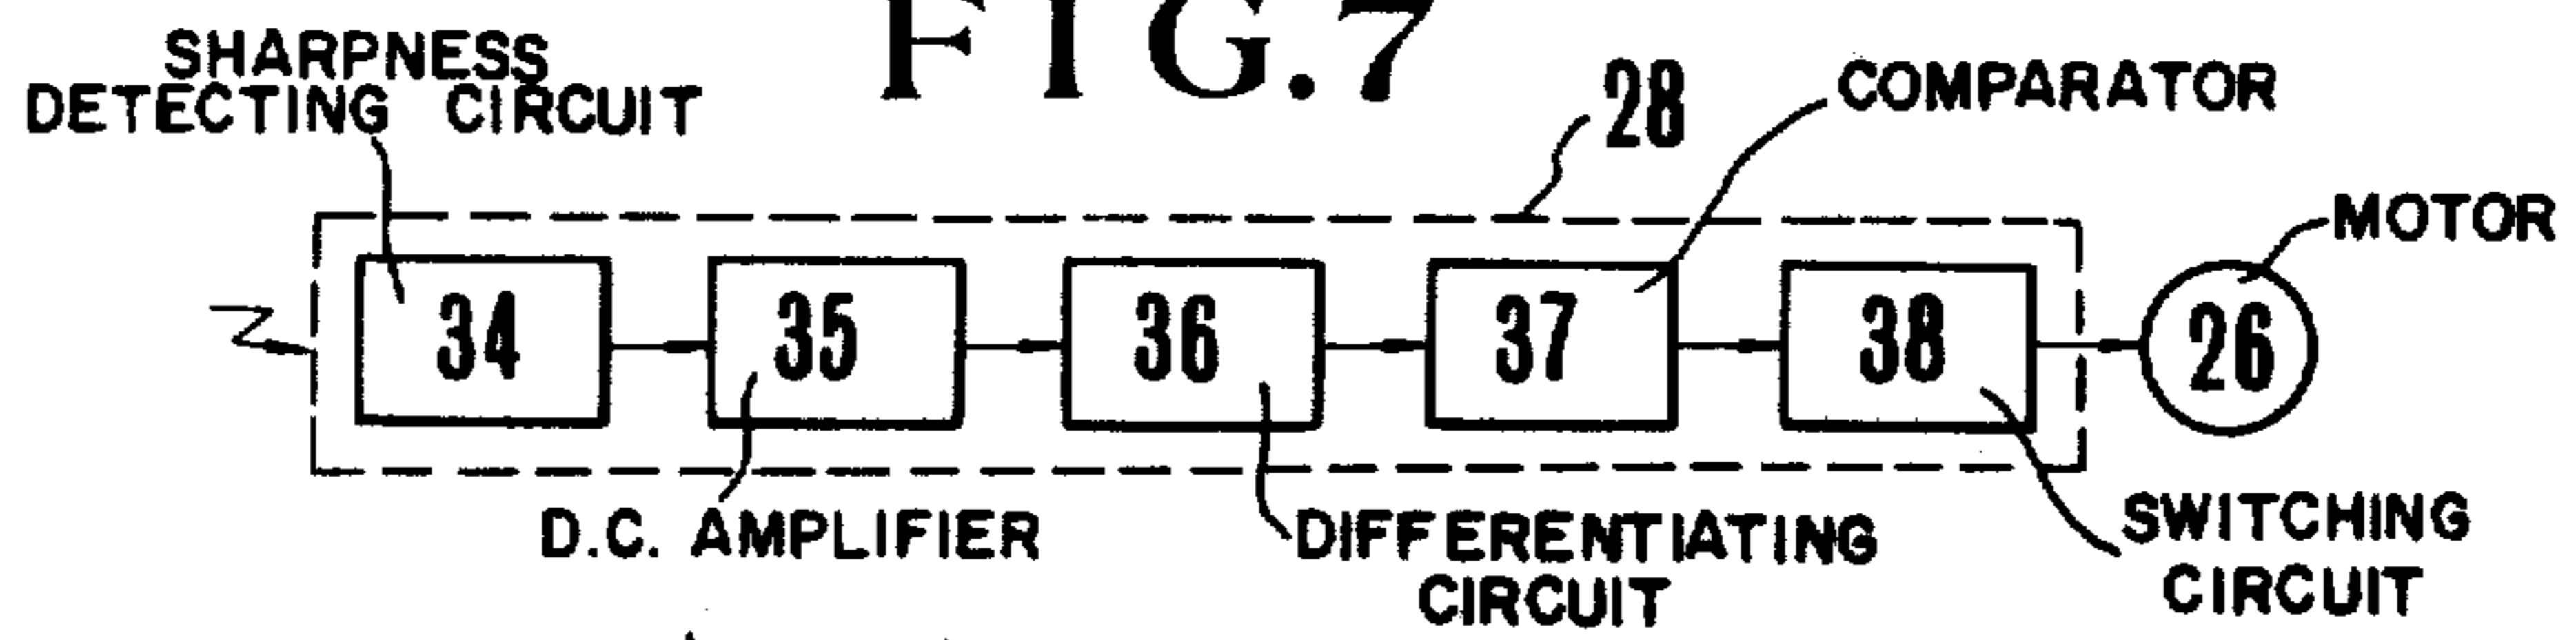 FIG.7
SHARPNESS
DETECTING CIRCUIT
28
COMPARATOR
MOTOR
34
35
36
37
38
26
D.C. AMPLIFIER
DIFFERENTIATING
CIRCUIT
SWITCHING
CIRCUIT